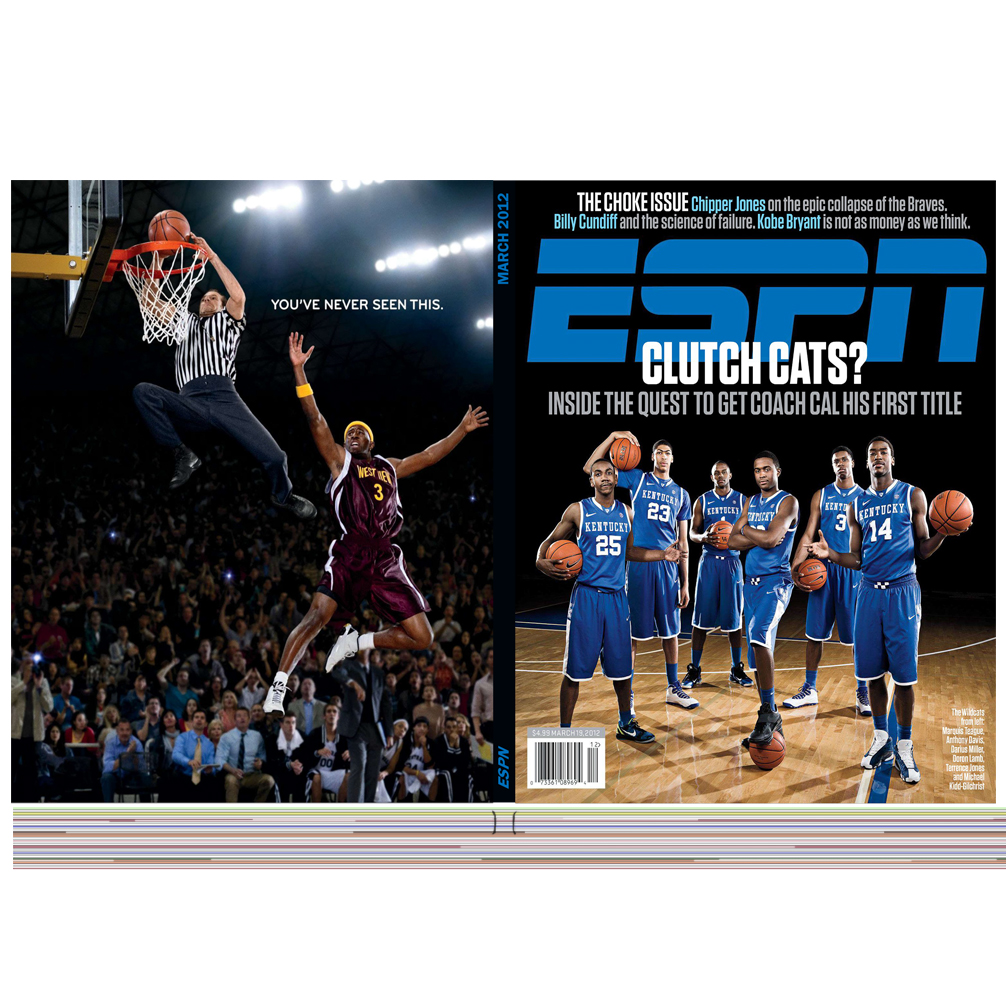 YOU'VE NEVER SEEN THIS.
WEST
3
00
MARCH 2012
ESPN
THE CHOKE ISSUE Chipper Jones on the epic collapse of the Braves.
Billy Cundiff and the science of failure. Kobe Bryant is not as money as we think.
ESPN
CLUTCH CATS?
INSIDE THE QUEST TO GET COACH CAL HIS FIRST TITLE
KENTUCKY
25
KENTUCKY
23
KENTUCKY
1
KENTUCKY
KENTUCKY
3
KENTUCKY
14
The Wildcats
from left:
Marquis Teague,
Anthony Davis,
Darius Miller,
Doron Lamb,
Terrence Jones
and Michael
Kidd-Gilchrist
$4.99 MARCH 19, 2012